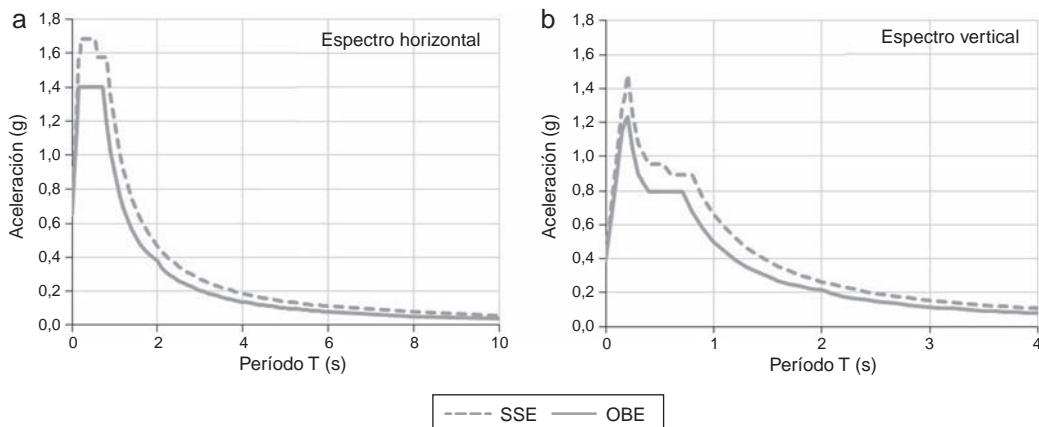 a
Espectro horizontal
Aceleración (g)
1,8
1,6
1,4
1,2
1,0
0,8
0,6
0,4
0,2
0,0
0 2 4 6 8 10
Período T (s)
b
Espectro vertical
Aceleración (g)
1,8
1,6
1,4
1,2
1,0
0,8
0,6
0,4
0,2
0,0
0 1 2 3 4
Período T (s)
SSE OBE